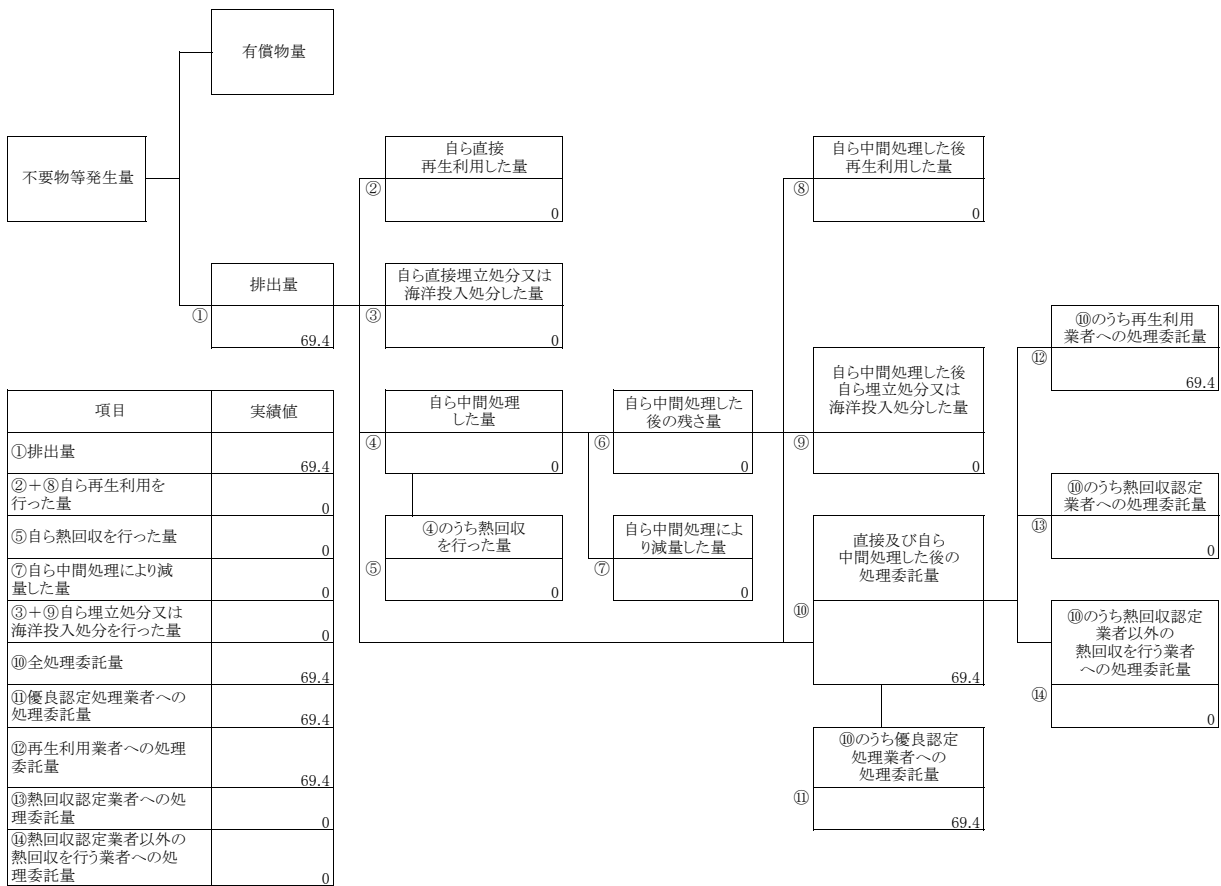 有償物量
不要物等発生量
自ら直接
再生利用した量
②
0
自ら中間処理した後
再生利用した量
⑧
0
排出量
①
69.4
自ら直接埋立処分又は
海洋投入処分した量
③
0
⑩のうち再生利用
業者への処理委託量
⑫
69.4
自ら中間処理
した量
④
0
自ら中間処理した
後の残さ量
⑥
0
自ら中間処理した後
自ら埋立処分又は
海洋投入処分した量
⑨
0
⑩のうち熱回収認定
業者への処理委託量
⑬
0
④のうち熱回収
を行った量
⑤
0
自ら中間処理によ
り減量した量
⑦
0
直接及び自ら
中間処理した後の
処理委託量
⑩
69.4
⑩のうち熱回収認定
業者以外の
熱回収を行う業者
への処理委託量
⑭
0
⑩のうち優良認定
処理業者への
処理委託量
⑪
69.4
項目 実績値
①排出量
69.4
②+⑧自ら再生利用を
行った量
0
⑤自ら熱回収を行った量
0
⑦自ら中間処理により減
量した量
0
③+⑨自ら埋立処分又は
海洋投入処分を行った量
0
⑩全処理委託量
69.4
⑪優良認定処理業者への
処理委託量
69.4
⑫再生利用業者への処理
委託量
69.4
⑬熱回収認定業者への処
理委託量
0
⑭熱回収認定業者以外の
熱回収を行う業者への処
理委託量
0